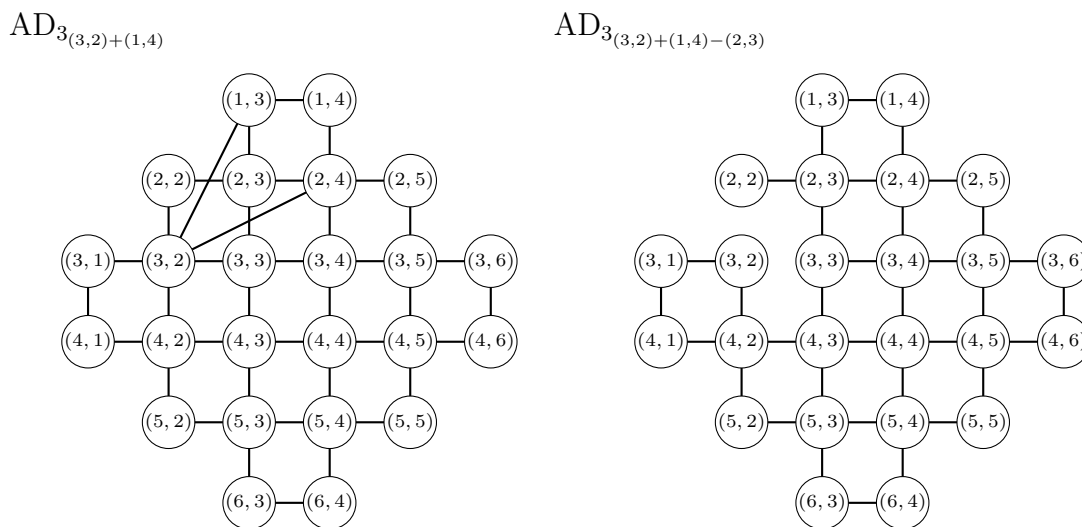 AD_{3_{(3,2)+(1,4)}} AD_{3_{(3,2)+(1,4)−(2,3)}}
(1, 3) (1, 4) (1, 3) (1, 4)
(2, 2) (2, 3) (2, 4) (2, 5) (2, 2) (2, 3) (2, 4) (2, 5)
(3, 1) (3, 2) (3, 3) (3, 4) (3, 5) (3, 6) (3, 1) (3, 2) (3, 3) (3, 4) (3, 5) (3, 6)
(4, 1) (4, 2) (4, 3) (4, 4) (4, 5) (4, 6) (4, 1) (4, 2) (4, 3) (4, 4) (4, 5) (4, 6)
(5, 2) (5, 3) (5, 4) (5, 5) (5, 2) (5, 3) (5, 4) (5, 5)
(6, 3) (6, 4) (6, 3) (6, 4)